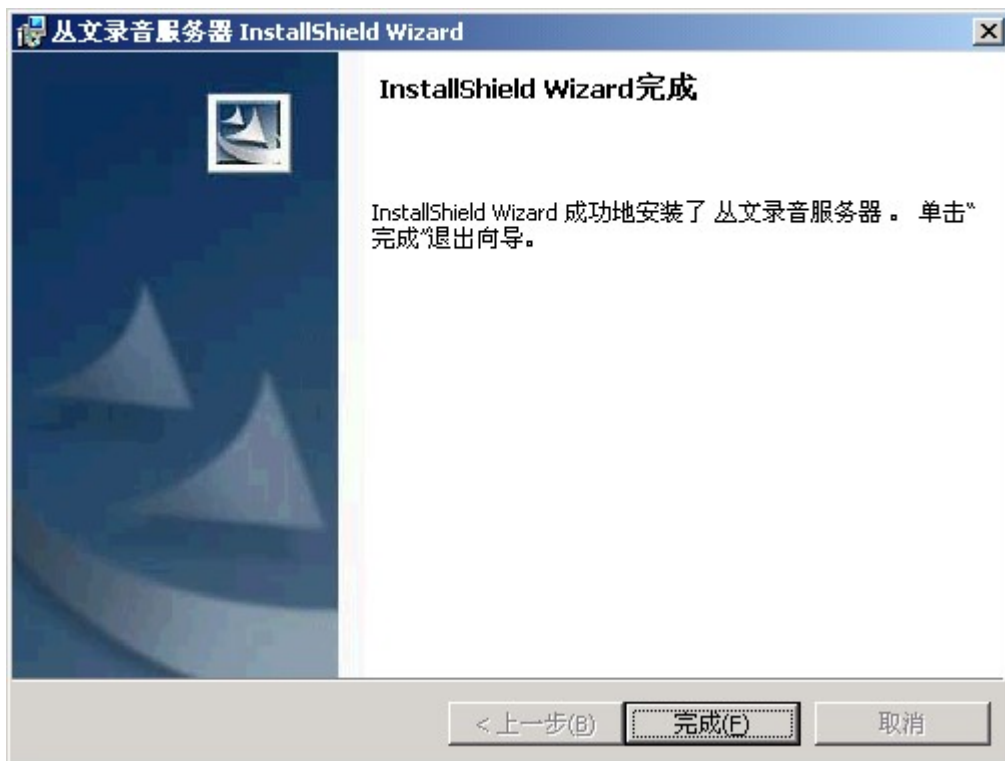 丛文录音服务器 InstallShield Wizard
InstallShield Wizard完成
InstallShield Wizard 成功地安装了 丛文录音服务器 。 单击“
完成”退出向导。
< 上一步(B)
完成(F)
取消